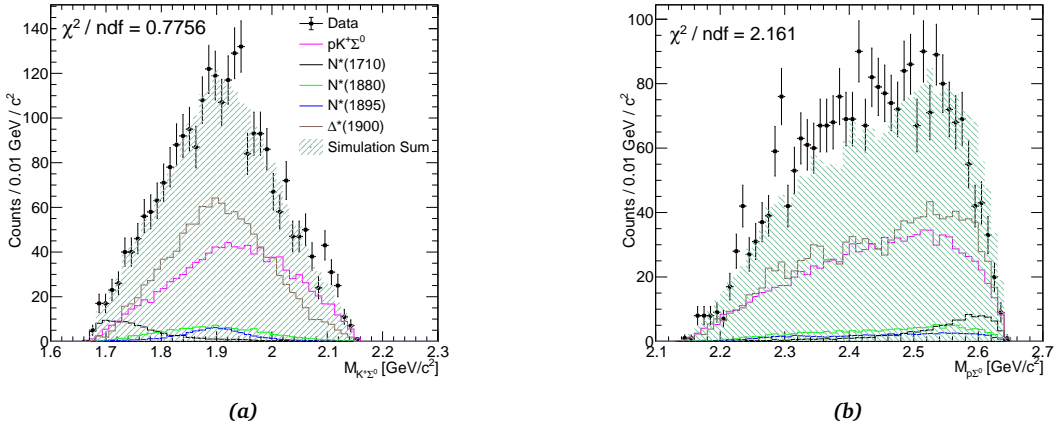 χ² / ndf = 0.7756
Data
pK⁺Σ⁰
N*(1710)
N*(1880)
N*(1895)
Δ*(1900)
Simulation Sum
Counts / 0.01 GeV / c²
140
120
100
80
60
40
20
0
1.6 1.7 1.8 1.9 2 2.1 2.2 2.3
M_K⁺Σ⁰ [GeV/c²]
(a)
χ² / ndf = 2.161
Counts / 0.01 GeV / c²
100
80
60
40
20
0
2.1 2.2 2.3 2.4 2.5 2.6 2.7
M_pΣ⁰ [GeV/c²]
(b)